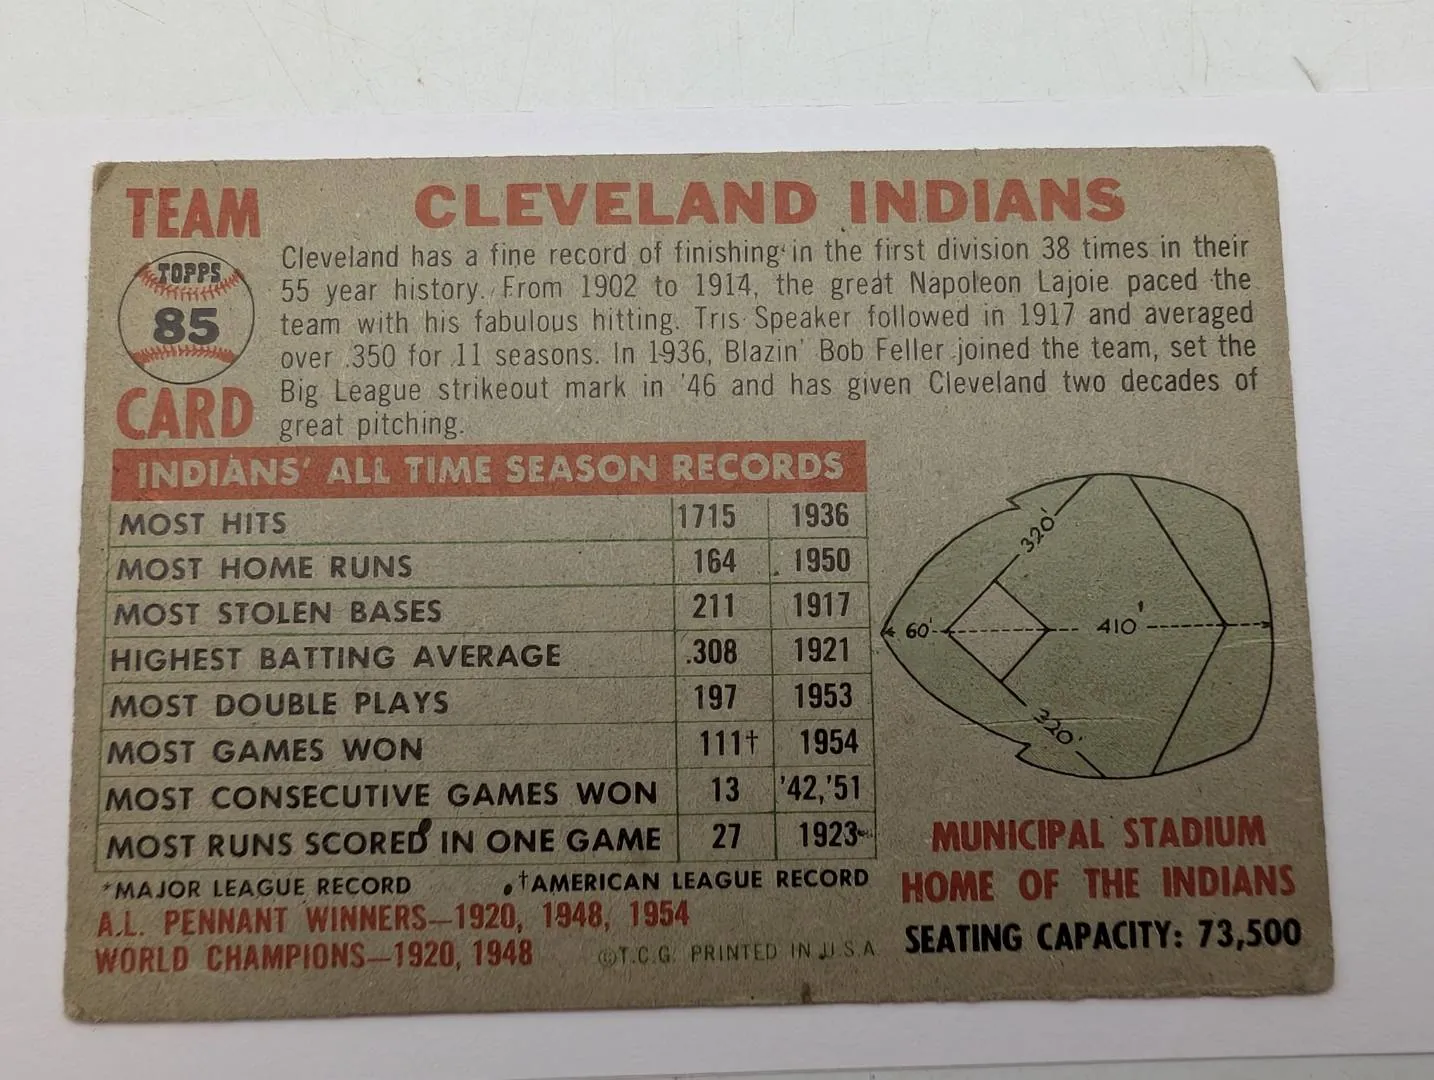 TEAM
TOPPS
85
CARD
CLEVELAND INDIANS
Cleveland has a fine record of finishing in the first division 38 times in their
55 year history. From 1902 to 1914, the great Napoleon Lajoie paced the
team with his fabulous hitting. Tris Speaker followed in 1917 and averaged
over .350 for 11 seasons. In 1936, Blazin' Bob Feller joined the team, set the
Big League strikeout mark in '46 and has given Cleveland two decades of
great pitching.
INDIANS' ALL TIME SEASON RECORDS
MOST HITS 1715 1936
MOST HOME RUNS 164 1950
MOST STOLEN BASES 211 1917
HIGHEST BATTING AVERAGE .308 1921
MOST DOUBLE PLAYS 197 1953
MOST GAMES WON 111† 1954
MOST CONSECUTIVE GAMES WON 13 '42,'51
MOST RUNS SCORED IN ONE GAME 27 1923
*MAJOR LEAGUE RECORD †AMERICAN LEAGUE RECORD
A.L. PENNANT WINNERS—1920, 1948, 1954
WORLD CHAMPIONS—1920, 1948 ©T.C.G. PRINTED IN U.S.A.
320'
60' 410'
320'
MUNICIPAL STADIUM
HOME OF THE INDIANS
SEATING CAPACITY: 73,500